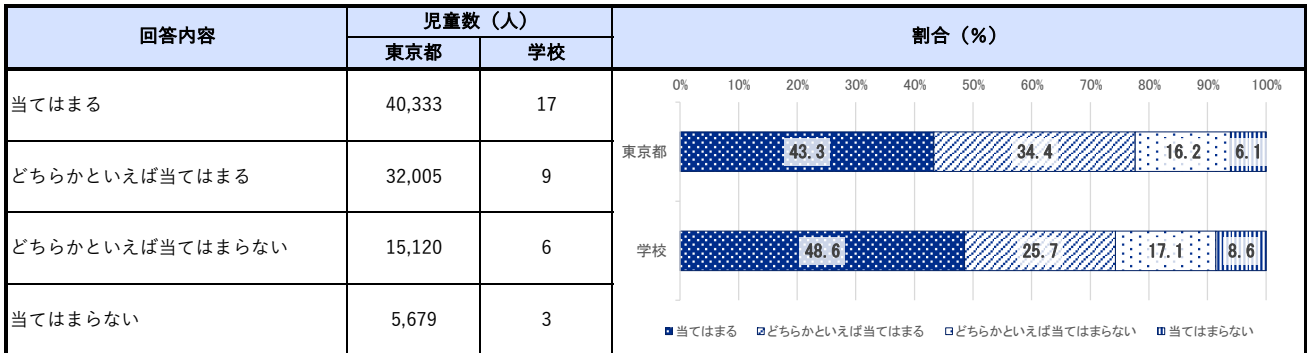 回答内容 児童数（人） 割合（%）
東京都 学校
当てはまる 40,333 17
どちらかといえば当てはまる 32,005 9
どちらかといえば当てはまらない 15,120 6
当てはまらない 5,679 3
0% 10% 20% 30% 40% 50% 60% 70% 80% 90% 100%
東京都 43.3 34.4 16.2 6.1
学校 48.6 25.7 17.1 8.6
当てはまる どちらかといえば当てはまる どちらかといえば当てはまらない 当てはまらない